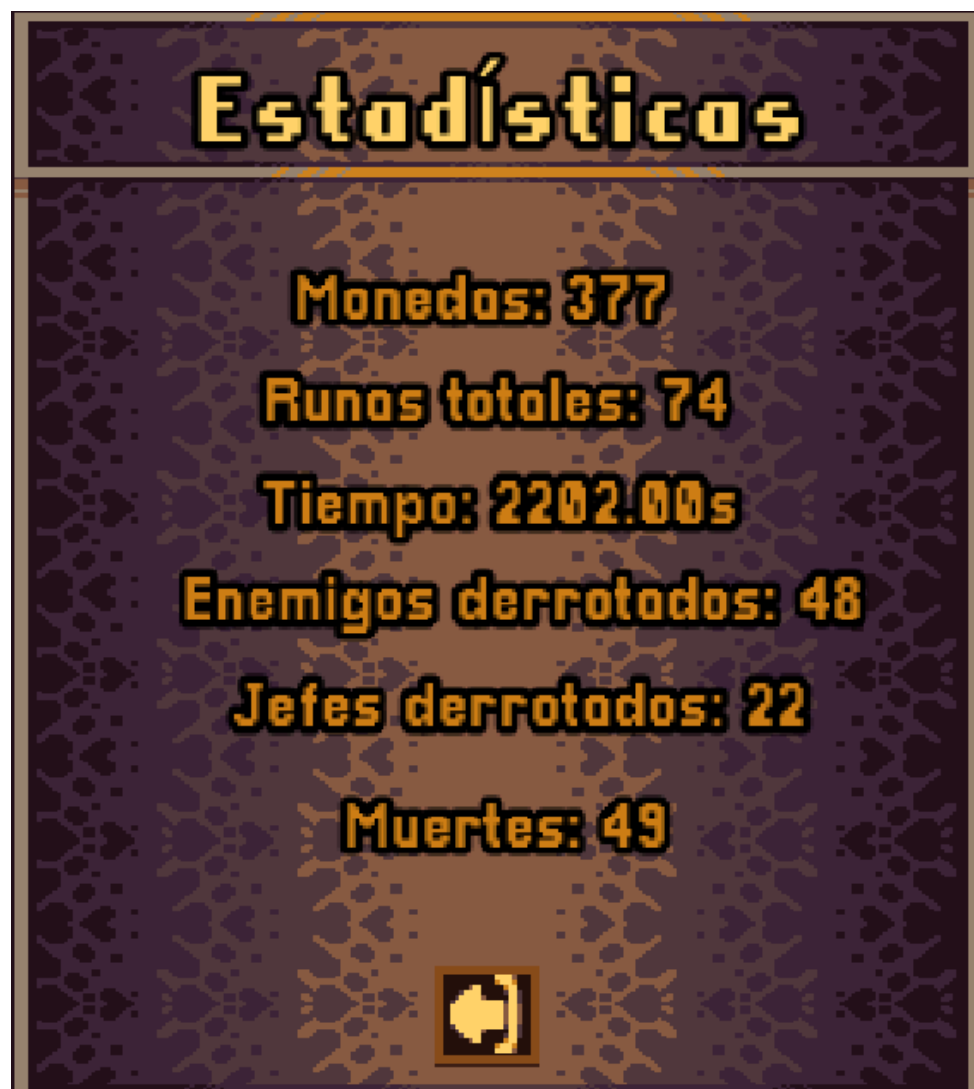 Estadísticas
Monedas: 377
Runas totales: 74
Tiempo: 2202.00s
Enemigos derrotados: 48
Jefes derrotados: 22
Muertes: 49